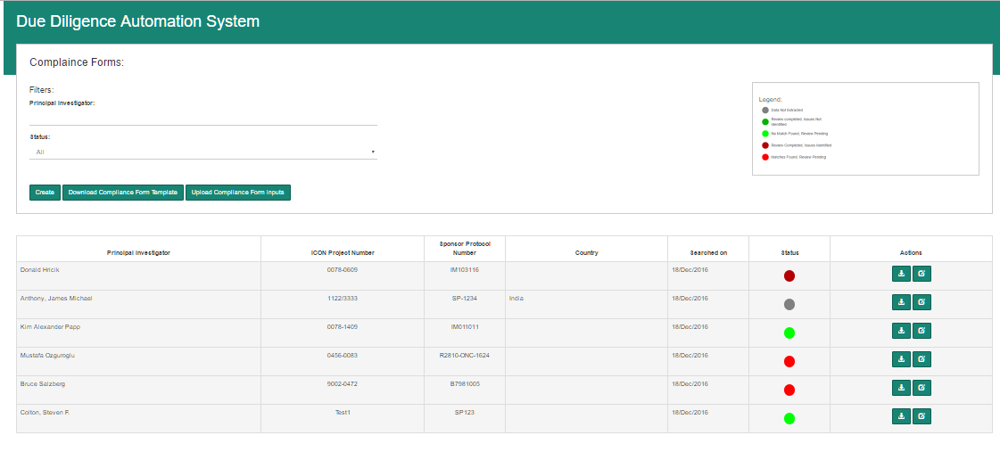 Due Diligence Automation System
Complaince Forms:
Filters:
Principal Investigator:
Status:
All
Legend:
Data Not Extracted
Review completed, Issues Not
Identified
No Match Found, Review Pending
Review Completed, Issues Identified
Matches Found, Review Pending
Create Download Compliance Form Template Upload Compliance Form Inputs
Principal Investigator ICON Project Number Sponsor Protocol Number Country Searched on Status Actions
Donald Hricik 0078-0609 IM103116 18/Dec/2016
Anthony, James Michael 1122/3333 SP-1234 India 18/Dec/2016
Kim Alexander Papp 0078-1409 IM011011 18/Dec/2016
Mustafa Ozguroglu 0456-0083 R2810-ONC-1624 18/Dec/2016
Bruce Salzberg 9002-0472 B7981005 18/Dec/2016
Colton, Steven F. Test1 SP123 18/Dec/2016